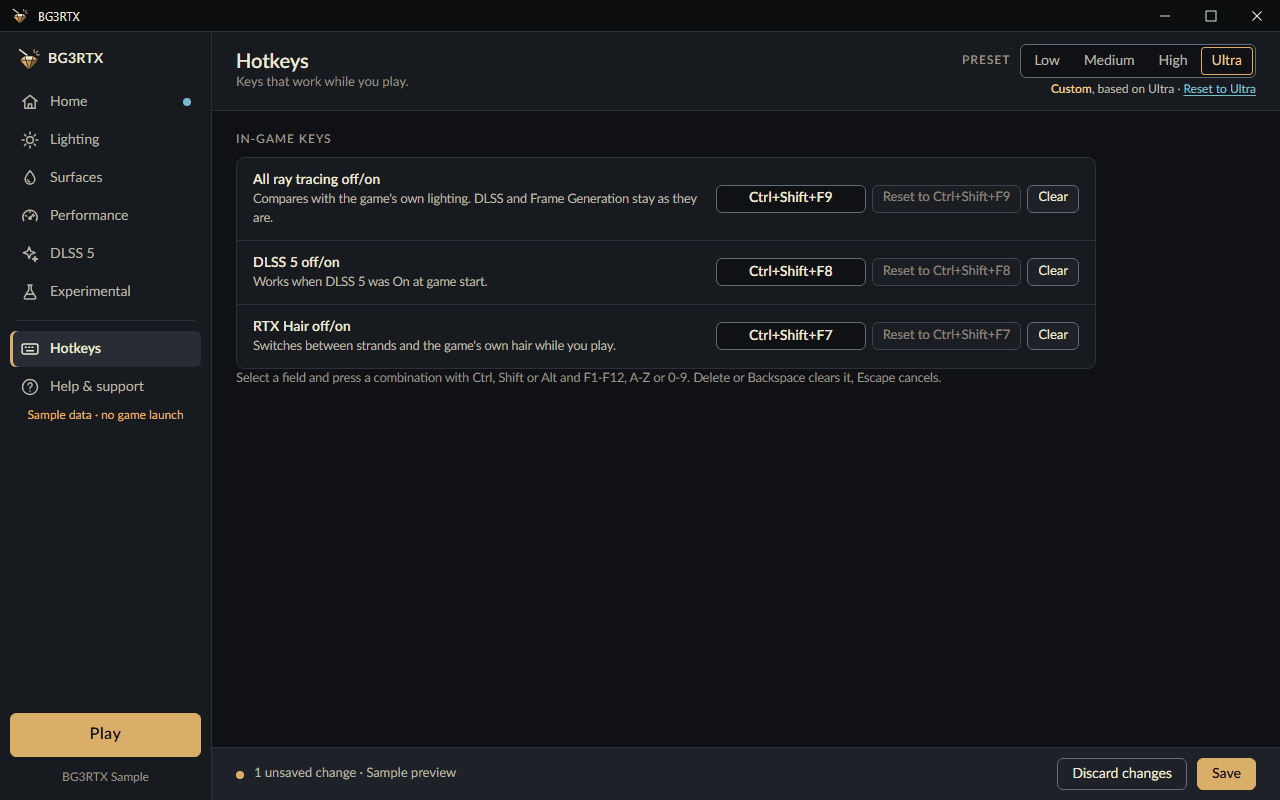 BG3RTX
BG3RTX
Home
Lighting
Surfaces
Performance
DLSS 5
Experimental
Hotkeys
Help & support
Sample data · no game launch
Play
BG3RTX Sample
Hotkeys
Keys that work while you play.
PRESET Low Medium High Ultra
Custom, based on Ultra · Reset to Ultra
IN-GAME KEYS
All ray tracing off/on
Compares with the game's own lighting. DLSS and Frame Generation stay as they
are.
Ctrl+Shift+F9 Reset to Ctrl+Shift+F9 Clear
DLSS 5 off/on
Works when DLSS 5 was On at game start.
Ctrl+Shift+F8 Reset to Ctrl+Shift+F8 Clear
RTX Hair off/on
Switches between strands and the game's own hair while you play.
Ctrl+Shift+F7 Reset to Ctrl+Shift+F7 Clear
Select a field and press a combination with Ctrl, Shift or Alt and F1-F12, A-Z or 0-9. Delete or Backspace clears it, Escape cancels.
1 unsaved change · Sample preview
Discard changes Save